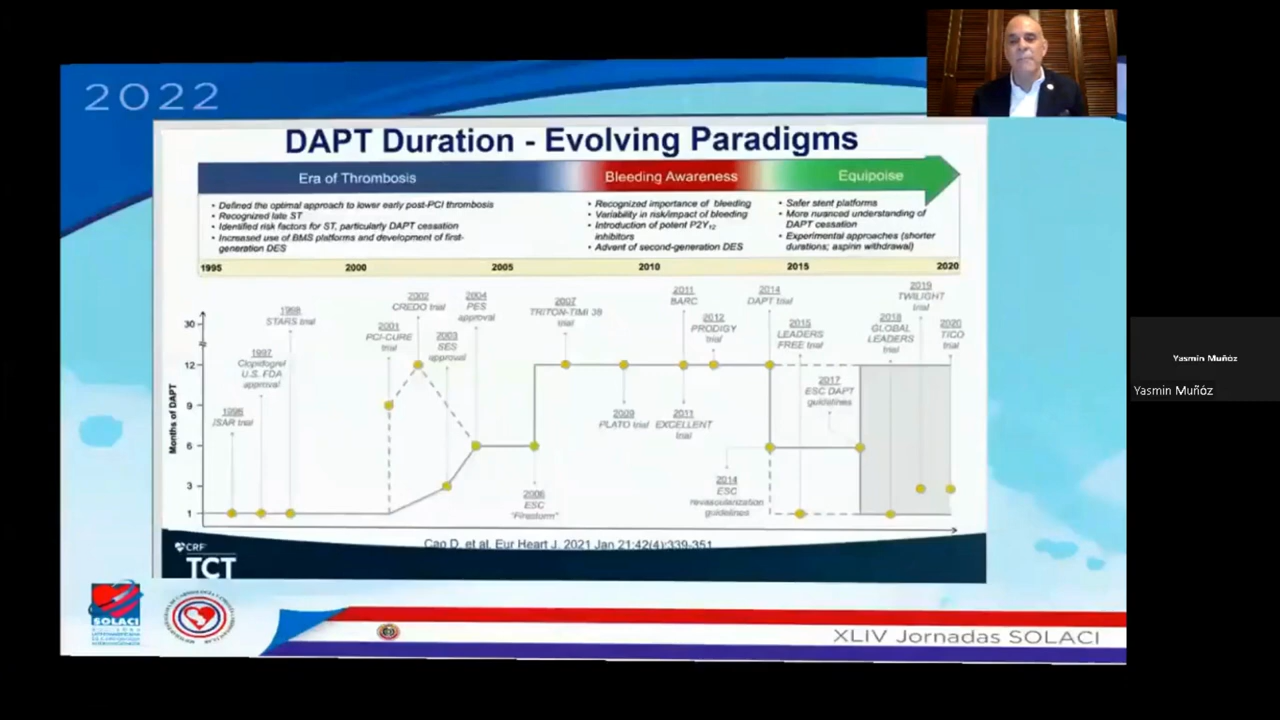 2022
DAPT Duration - Evolving Paradigms
Era of Thrombosis
Bleeding Awareness
Equipoise
• Defined the optimal approach to lower early post-PCI thrombosis
• Recognized late ST
• Identified risk factors for ST, particularly DAPT cessation
• Increased use of BMS platforms and development of first-
generation DES
• Recognized importance of bleeding
• Variability in risk/impact of bleeding
• Introduction of potent P2Y₁₂
inhibitors
• Advent of second-generation DES
• Safer stent platforms
• More nuanced understanding of
DAPT cessation
• Experimental approaches (shorter
durations; aspirin withdrawal)
1995
2000
2005
2010
2015
2020
Months of DAPT
30
12
9
6
3
1
1996
ISAR trial
1997
Clopidogrel
U.S. FDA
approval
1998
STARS trial
2001
PCI-CURE
trial
2002
CREDO trial
2003
SES
approval
2004
PES
approval
2006
ESC
"Firestorm"
2007
TRITON-TIMI 38
trial
2009
PLATO trial
2011
BARC
2011
EXCELLENT
trial
2012
PRODIGY
trial
2014
DAPT trial
2014
ESC
revascularization
guidelines
2015
LEADERS
FREE trial
2017
ESC DAPT
guidelines
2018
GLOBAL
LEADERS
trial
2019
TWILIGHT
trial
2020
TICO
trial
Cao D, et al. Eur Heart J. 2021 Jan 21;42(4):339-351
CRF
TCT
SOLACI
XLIV Jornadas SOLACI
Yasmin Muñóz
Yasmin Muñóz